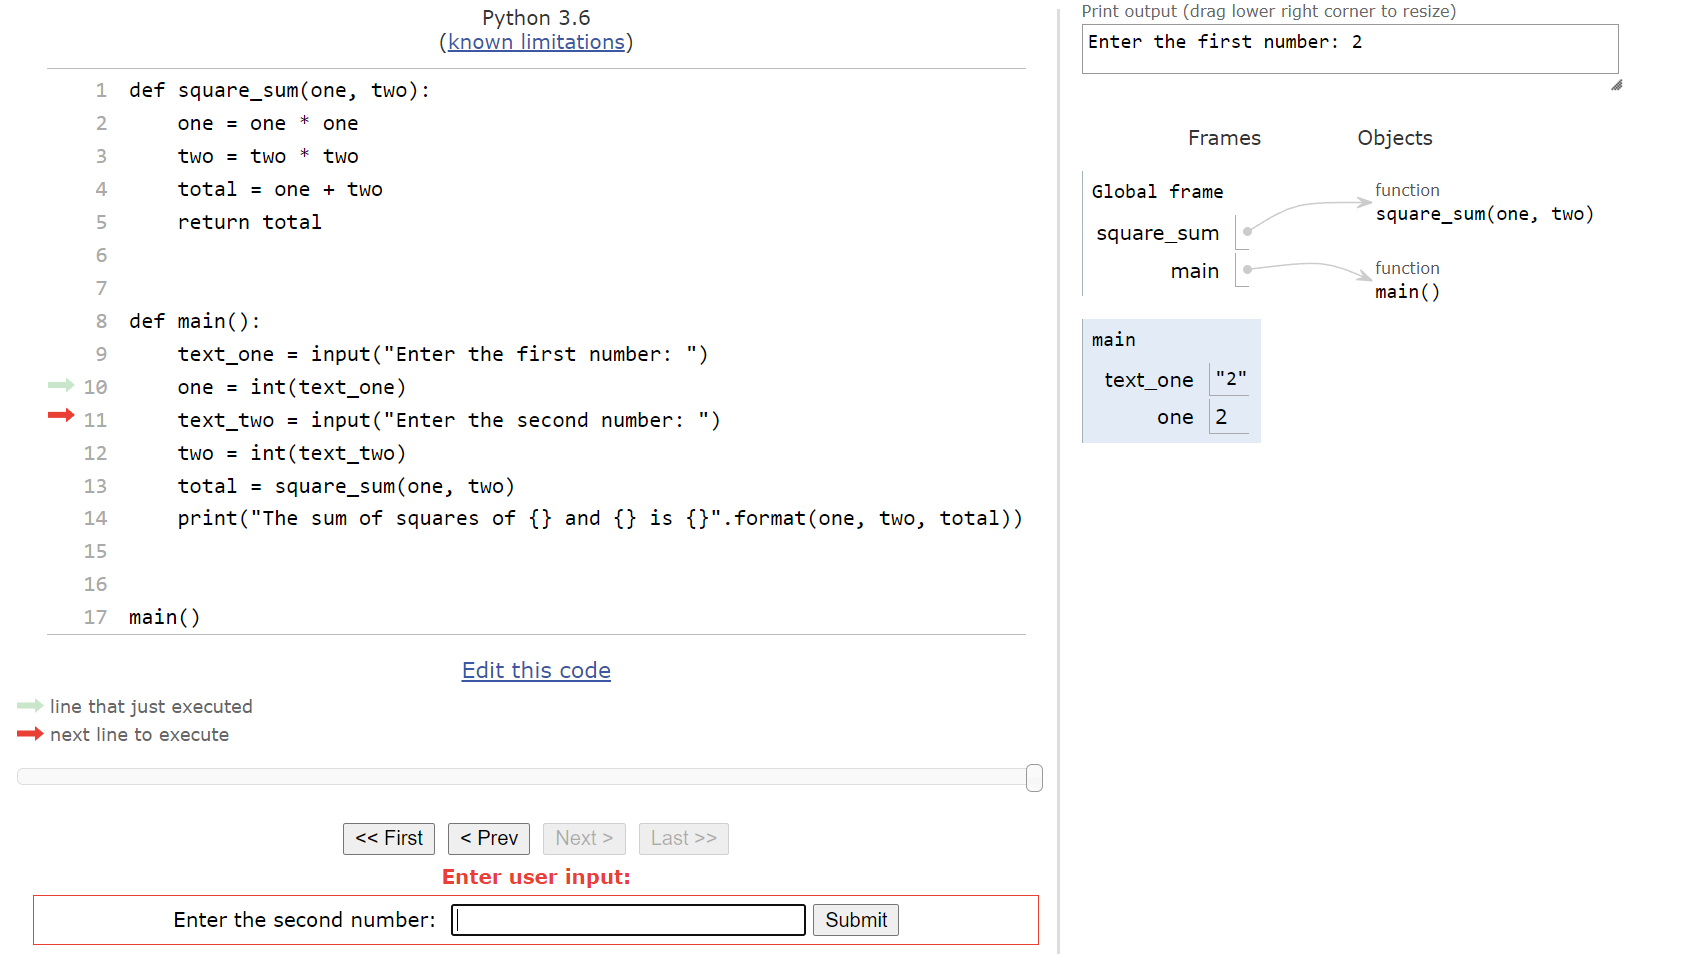 Python 3.6
(known limitations)
1 def square_sum(one, two):
2     one = one * one
3     two = two * two
4     total = one + two
5     return total
6
7
8 def main():
9     text_one = input("Enter the first number: ")
10     one = int(text_one)
11     text_two = input("Enter the second number: ")
12     two = int(text_two)
13     total = square_sum(one, two)
14     print("The sum of squares of {} and {} is {}".format(one, two, total))
15
16
17 main()
Edit this code
line that just executed
next line to execute
<< First < Prev Next > Last >>
Enter user input:
Enter the second number: Submit
Print output (drag lower right corner to resize)
Enter the first number: 2
Frames Objects
Global frame
square_sum
main
function
square_sum(one, two)
function
main()
main
text_one "2"
one 2